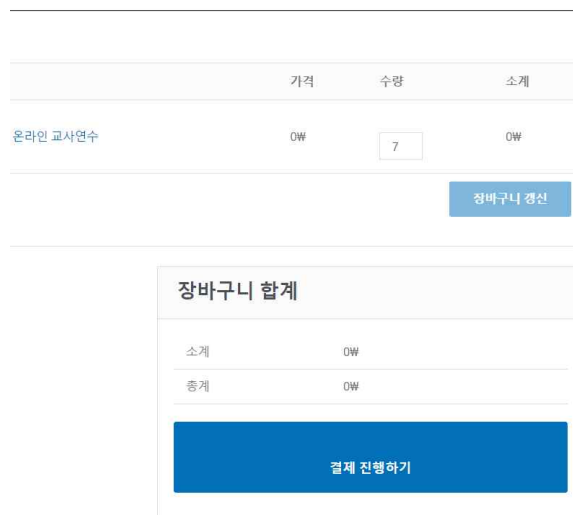 가격 수량 소계
온라인 교사연수 0₩ 7 0₩
장바구니 갱신
장바구니 합계
소계 0₩
총계 0₩
결제 진행하기